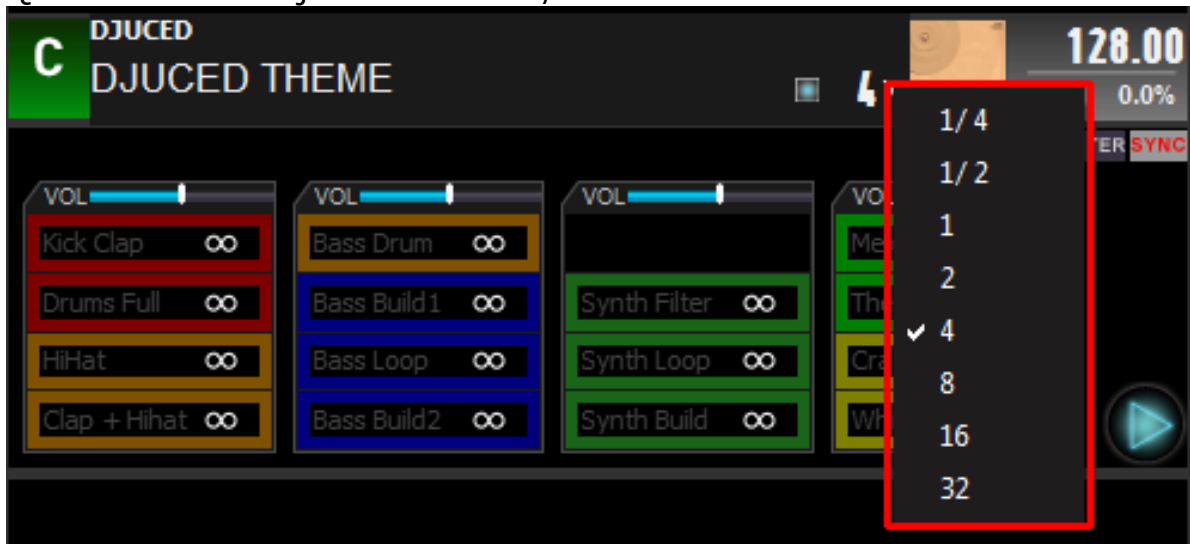 C
DJUCED
DJUCED THEME
4
128.00
0.0%
SYNC
VOL
Kick Clap ∞
Drums Full ∞
HiHat ∞
Clap + Hihat ∞
VOL
Bass Drum ∞
Bass Build1 ∞
Bass Loop ∞
Bass Build2 ∞
VOL
Synth Filter ∞
Synth Loop ∞
Synth Build ∞
1/ 4
1/ 2
1
2
4
8
16
32